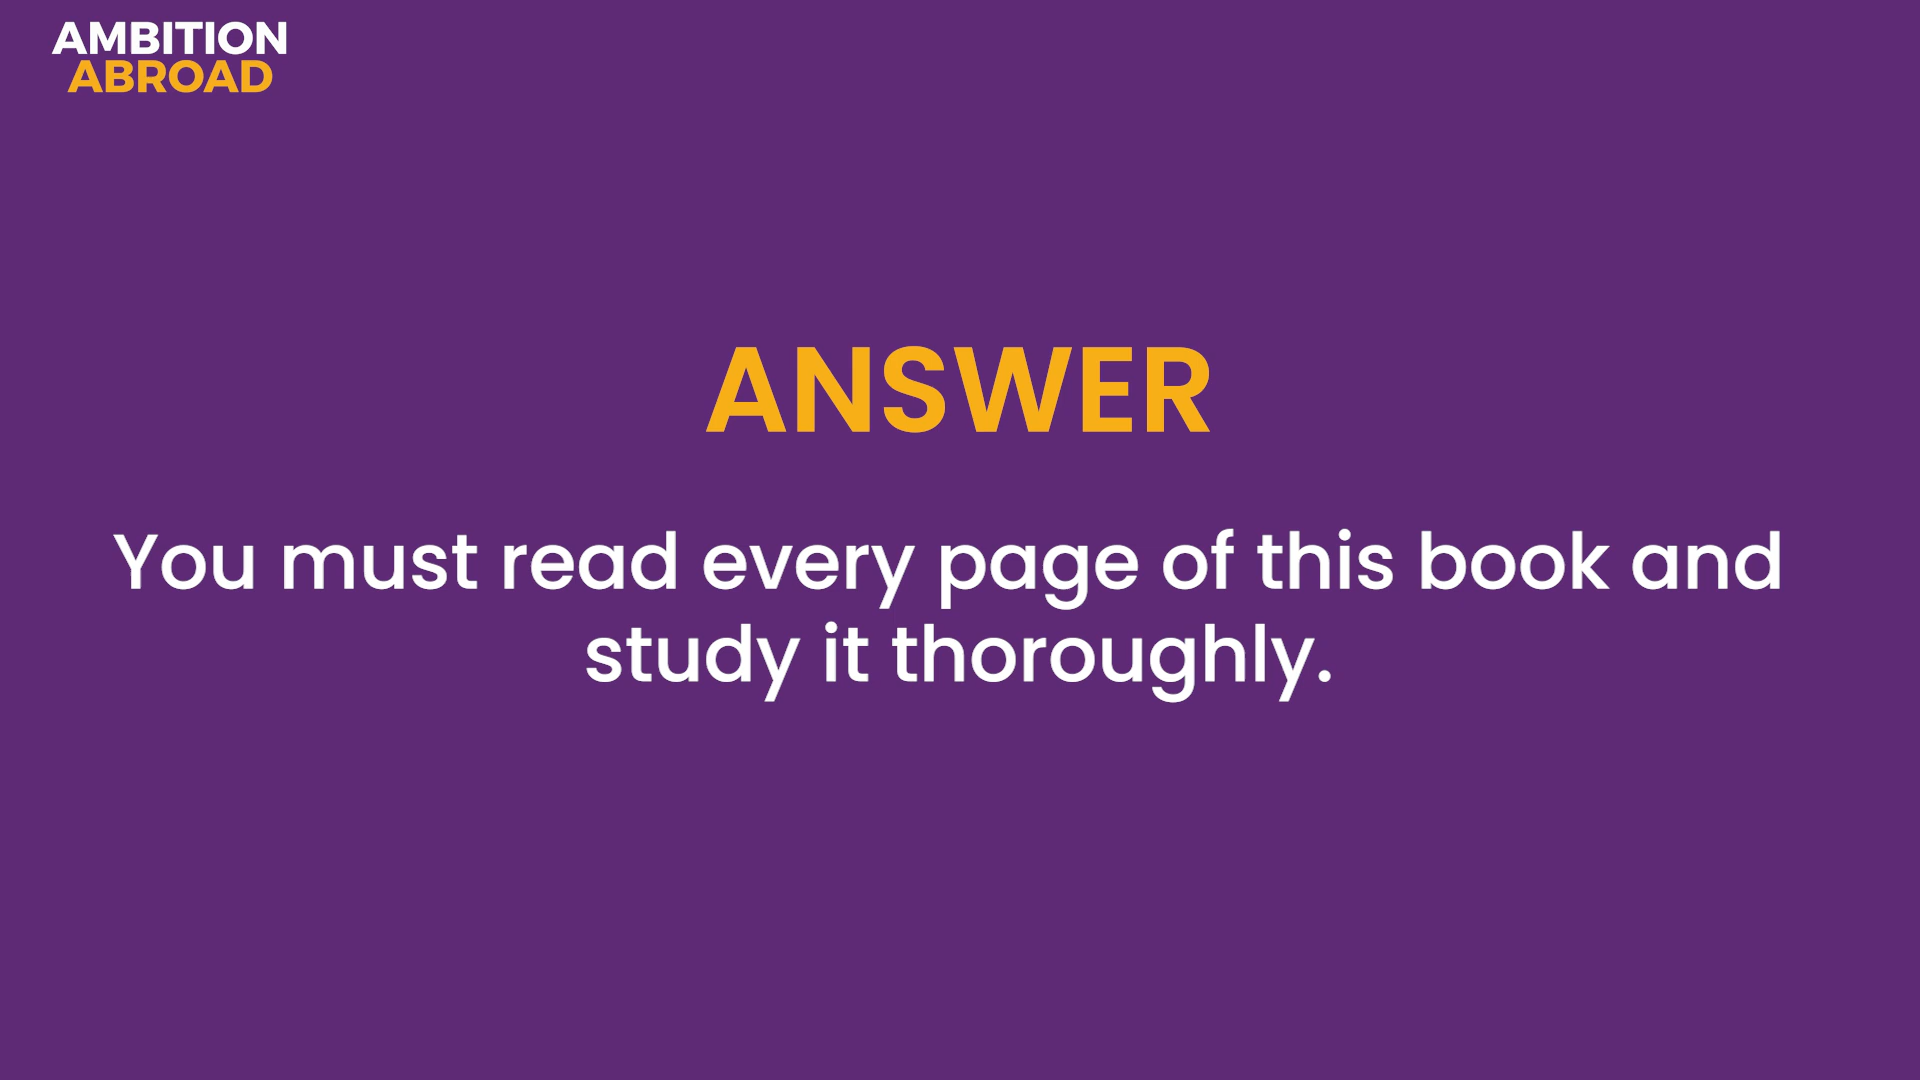 AMBITION
ABROAD
ANSWER
You must read every page of this book and
study it thoroughly.